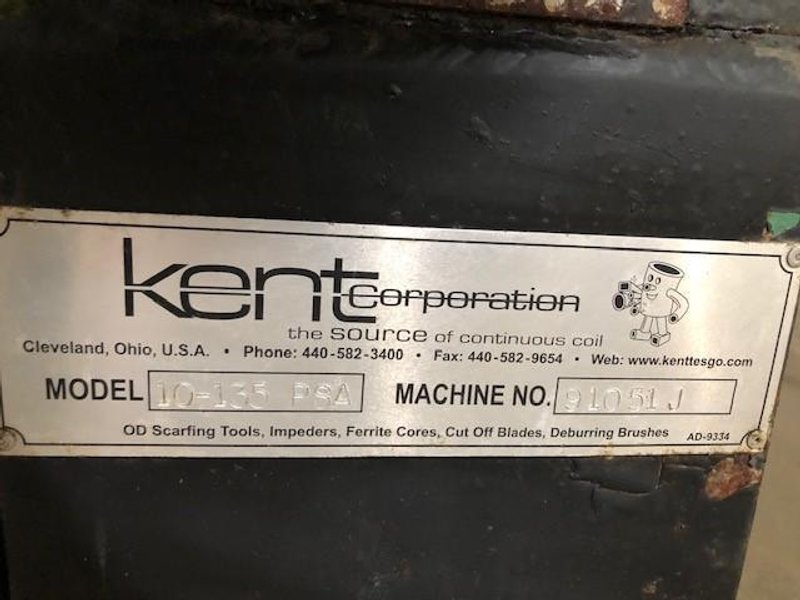 kent Corporation
the source of continuous coil
Cleveland, Ohio, U.S.A. • Phone: 440-582-3400 • Fax: 440-582-9654 • Web: www.kenttesgo.com
MODEL 10-135 PSA MACHINE NO. 91051J
OD Scarfing Tools, Impeders, Ferrite Cores, Cut Off Blades, Deburring Brushes AD-9334